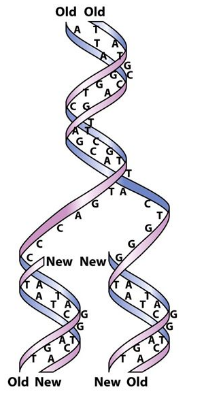 Old Old
A T
T A
A T G
G C
G C
T G A
C G
T
A T
G C G
C A
A T
T
T A
A C
G T
A
C C
C G
C G
New New
T A T A
A T A T
T A T A
C G C G
G G
A T A T
G C G C
T A T A
Old New New Old